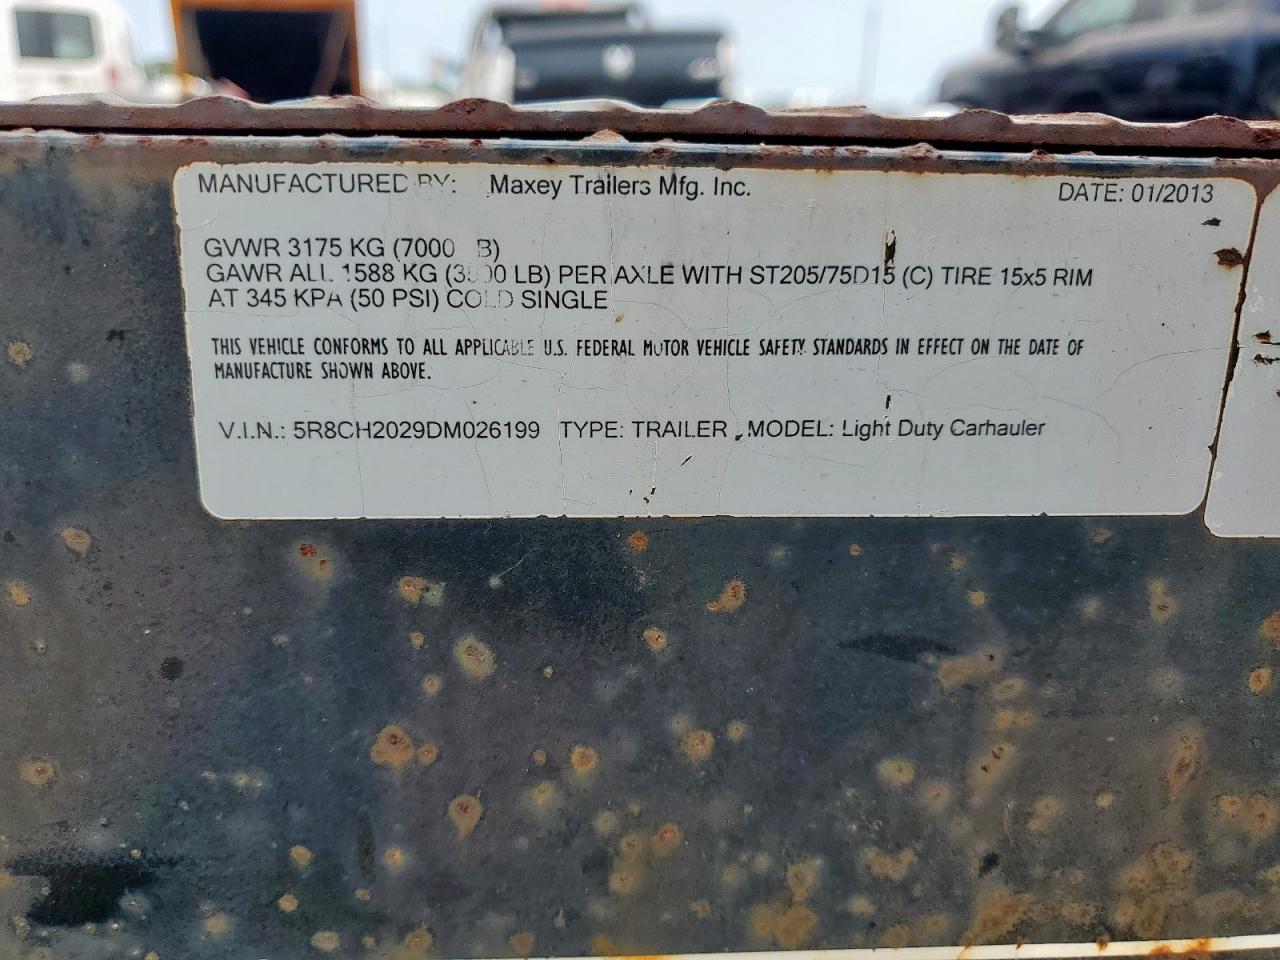 MANUFACTURED BY: Maxey Trailers Mfg. Inc. DATE: 01/2013
GVWR 3175 KG (7000 LB)
GAWR ALL 1588 KG (3500 LB) PER AXLE WITH ST205/75D15 (C) TIRE 15x5 RIM
AT 345 KPA (50 PSI) COLD SINGLE
THIS VEHICLE CONFORMS TO ALL APPLICABLE U.S. FEDERAL MOTOR VEHICLE SAFETY STANDARDS IN EFFECT ON THE DATE OF
MANUFACTURE SHOWN ABOVE.
V.I.N.: 5R8CH2029DM026199 TYPE: TRAILER MODEL: Light Duty Carhauler